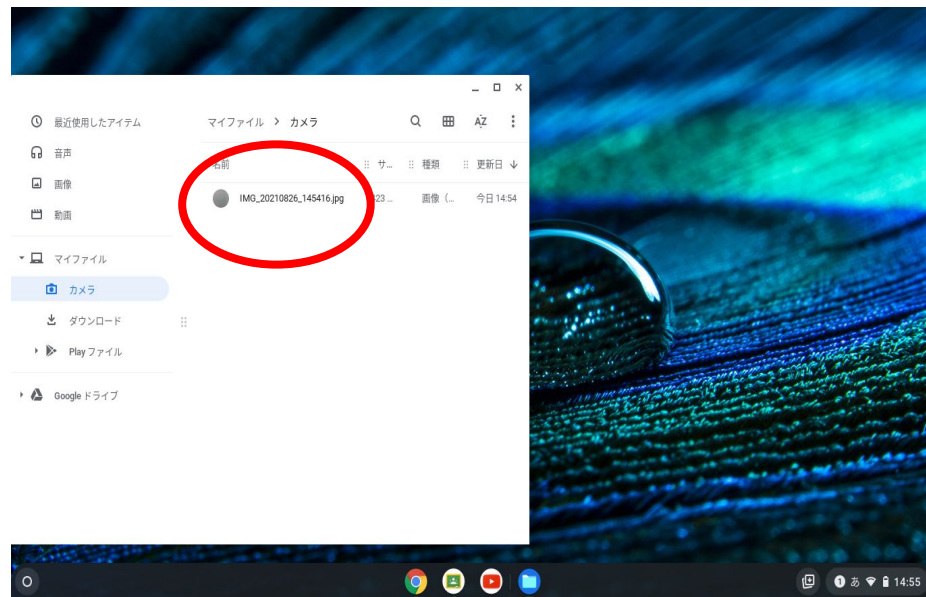 最近使用したアイテム
音声
画像
動画
マイファイル
カメラ
ダウンロード
Play ファイル
Google ドライブ
マイファイル > カメラ
AZ
名前 サ... 種類 更新日
IMG_20210826_145416.jpg 23 ... 画像（... 今日 14:54
1 あ 14:55